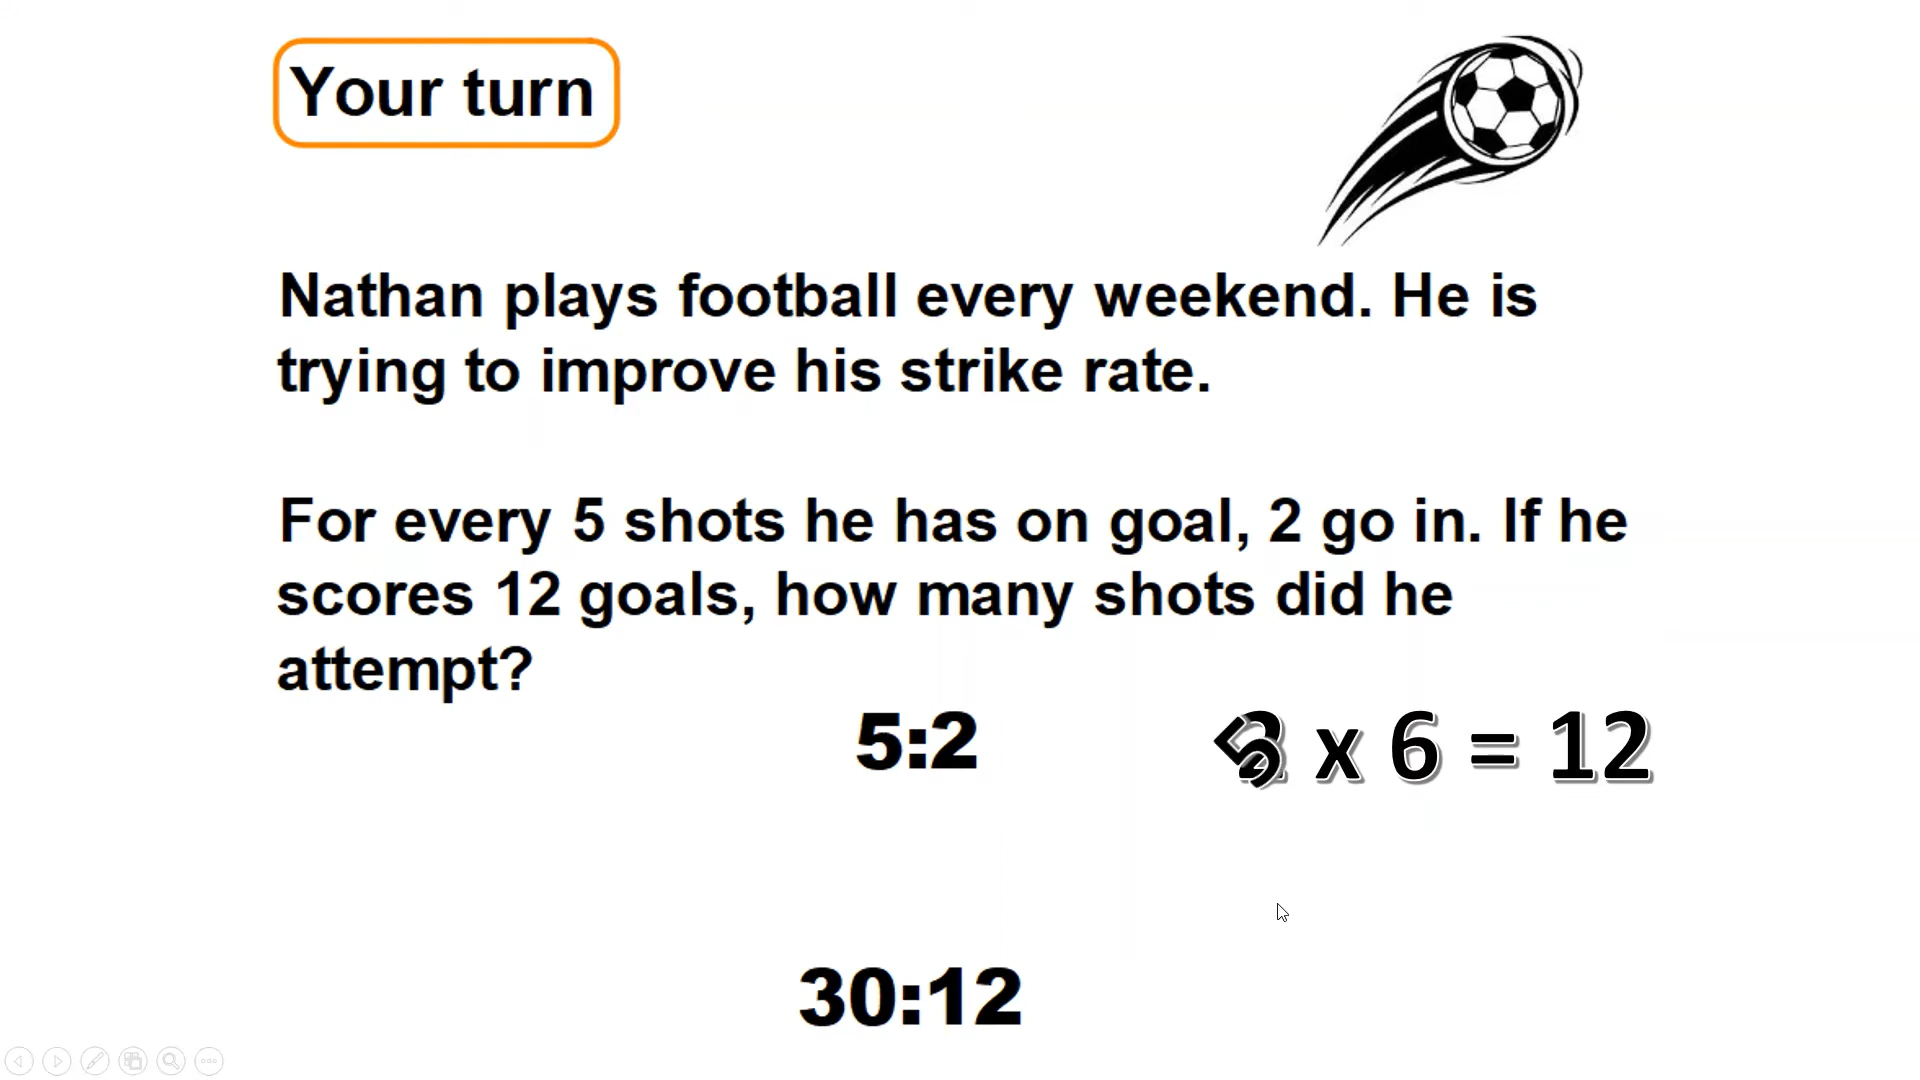 Your turn
Nathan plays football every weekend. He is
trying to improve his strike rate.
For every 5 shots he has on goal, 2 go in. If he
scores 12 goals, how many shots did he
attempt?
5:2
2 x 6 = 12
5
30:12